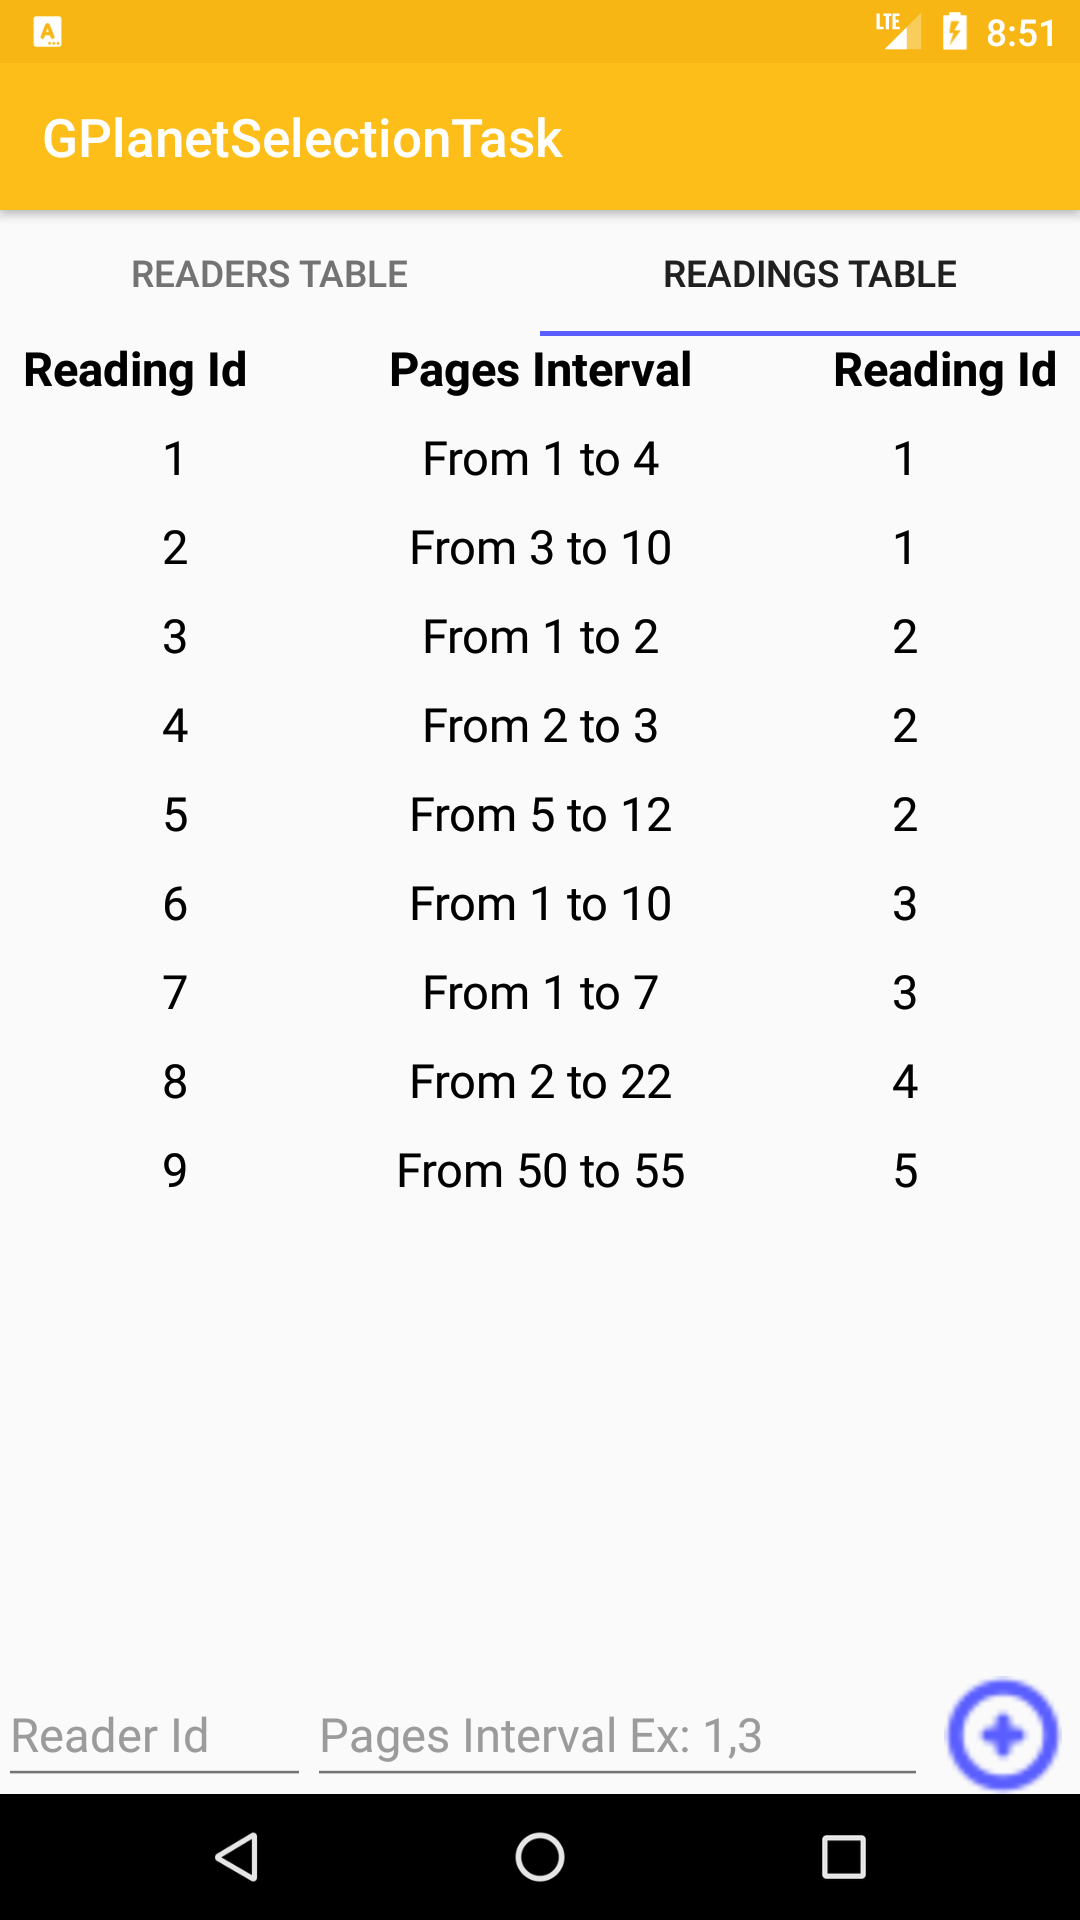 LTE 8:51
GPlanetSelectionTask
READERS TABLE READINGS TABLE
Reading Id Pages Interval Reading Id
1 From 1 to 4 1
2 From 3 to 10 1
3 From 1 to 2 2
4 From 2 to 3 2
5 From 5 to 12 2
6 From 1 to 10 3
7 From 1 to 7 3
8 From 2 to 22 4
9 From 50 to 55 5
Reader Id Pages Interval Ex: 1,3